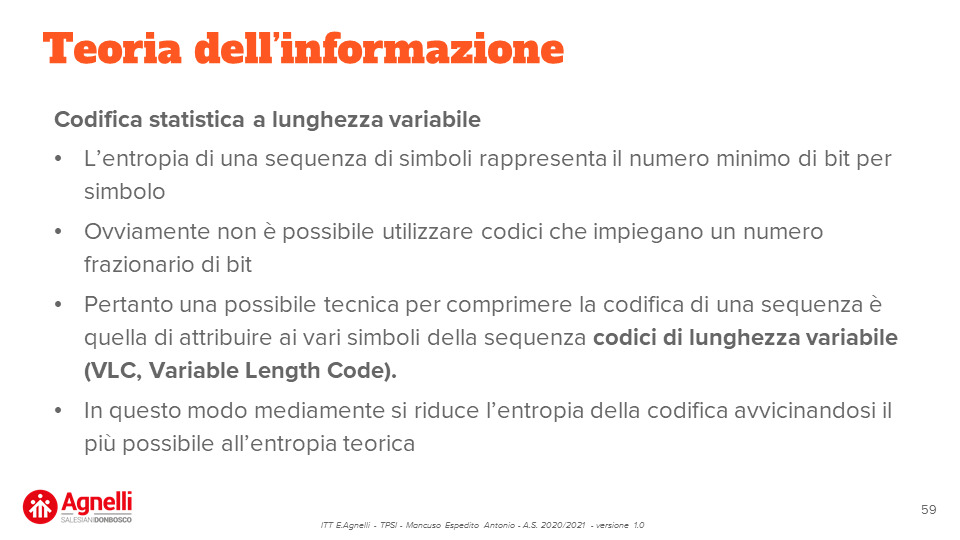 Teoria dell’informazione
Codifica statistica a lunghezza variabile
• L’entropia di una sequenza di simboli rappresenta il numero minimo di bit per
simbolo
• Ovviamente non è possibile utilizzare codici che impiegano un numero
frazionario di bit
• Pertanto una possibile tecnica per comprimere la codifica di una sequenza è
quella di attribuire ai vari simboli della sequenza codici di lunghezza variabile
(VLC, Variable Length Code).
• In questo modo mediamente si riduce l’entropia della codifica avvicinandosi il
più possibile all’entropia teorica
Agnelli
SALESIANIDONBOSCO
ITT E.Agnelli - TPSI - Mancuso Espedito Antonio - A.S. 2020/2021 - versione 1.0
59